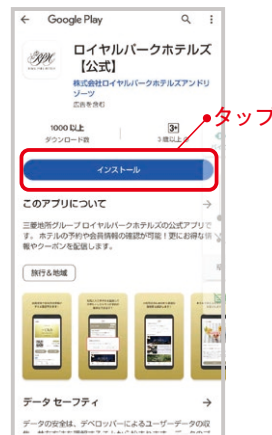 Google Play
ロイヤルパークホテルズ
【公式】
株式会社ロイヤルパークホテルズアンドリ
ゾーツ
広告を含む
1000 以上
ダウンロード数
3+
3 歳以上
タップ
インストール
このアプリについて
三菱地所グループロイヤルパークホテルズの公式アプリで
す。ホテルの予約や会員情報の確認が可能！更にお得な情
報やクーポンを配信します。
旅行＆地域
データ セーフティ
データの安全は、デベロッパーによるユーザーデータの収